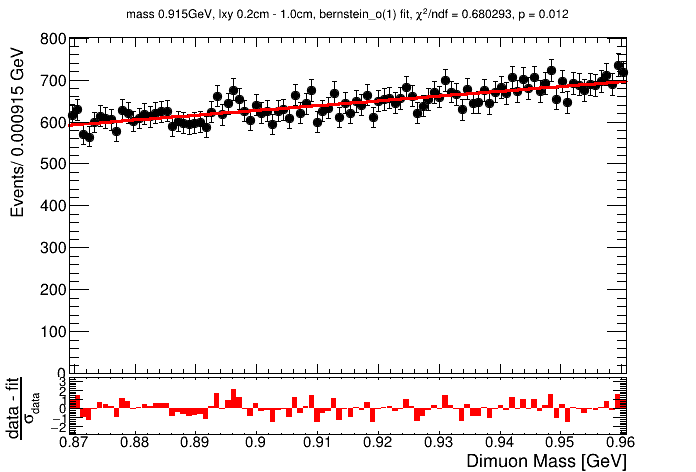 mass 0.915GeV, lxy 0.2cm - 1.0cm, bernstein_o(1) fit, χ²/ndf = 0.680293, p = 0.012
Events/ 0.000915 GeV
800
700
600
500
400
300
200
100
0
data - fit
σdata
3
2
1
0
−1
−2
0.87 0.88 0.89 0.9 0.91 0.92 0.93 0.94 0.95 0.96
Dimuon Mass [GeV]